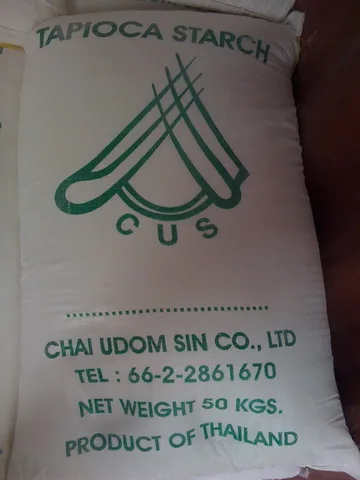 TAPIOCA STARCH
CUS
CHAI UDOM SIN CO., LTD
TEL : 66-2-2861670
NET WEIGHT 50 KGS.
PRODUCT OF THAILAND